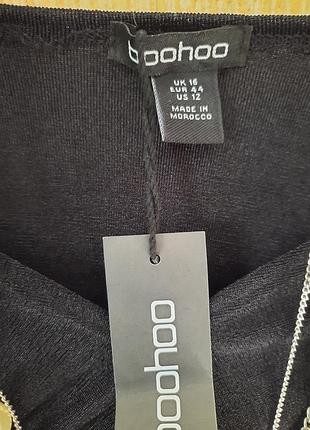 boohoo
UK 16
EUR 44
US 12
MADE IN
MOROCCO
boohoo